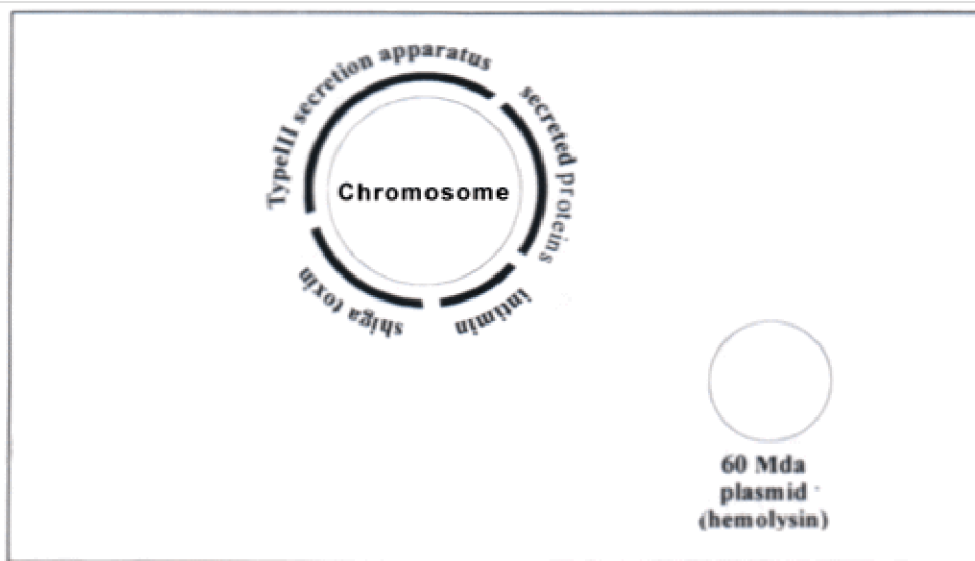 TypeIII secretion apparatus
secreted proteins
Chromosome
shiga toxin
intimin
60 Mda
plasmid
(hemolysin)